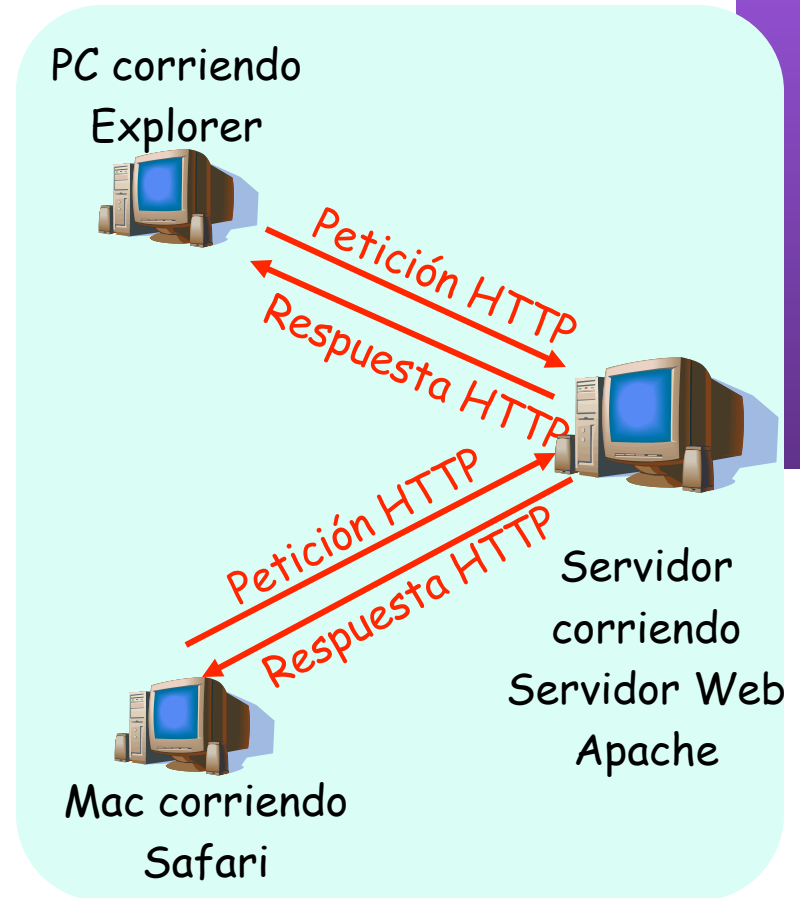 PC corriendo
Explorer
Petición HTTP
Respuesta HTTP
Petición HTTP
Respuesta HTTP
Servidor
corriendo
Servidor Web
Apache
Mac corriendo
Safari